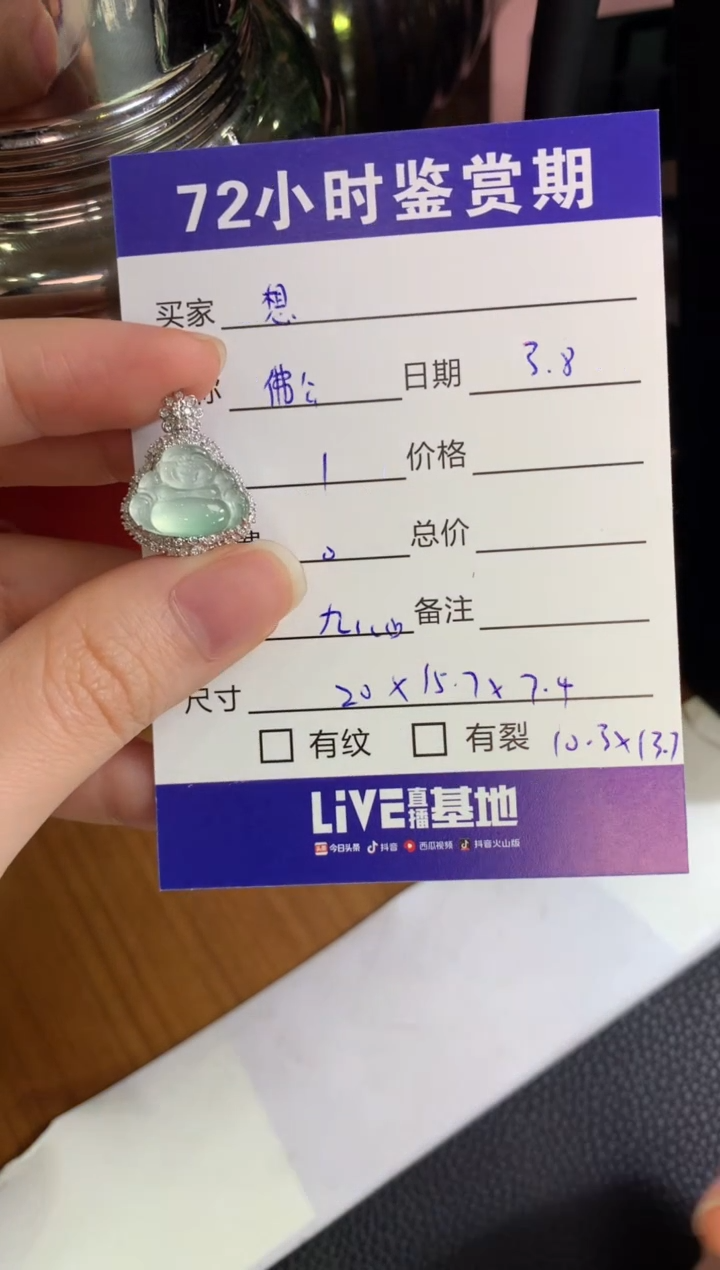 72小时鉴赏期
买家 想
称 佛公 日期 3.8
1 价格
费 0 总价
备注
尺寸 20×15.7×7.4
□ 有纹 □ 有裂 10.3×13.7
LiVE直播基地
今日头条 抖音 西瓜视频 抖音火山版